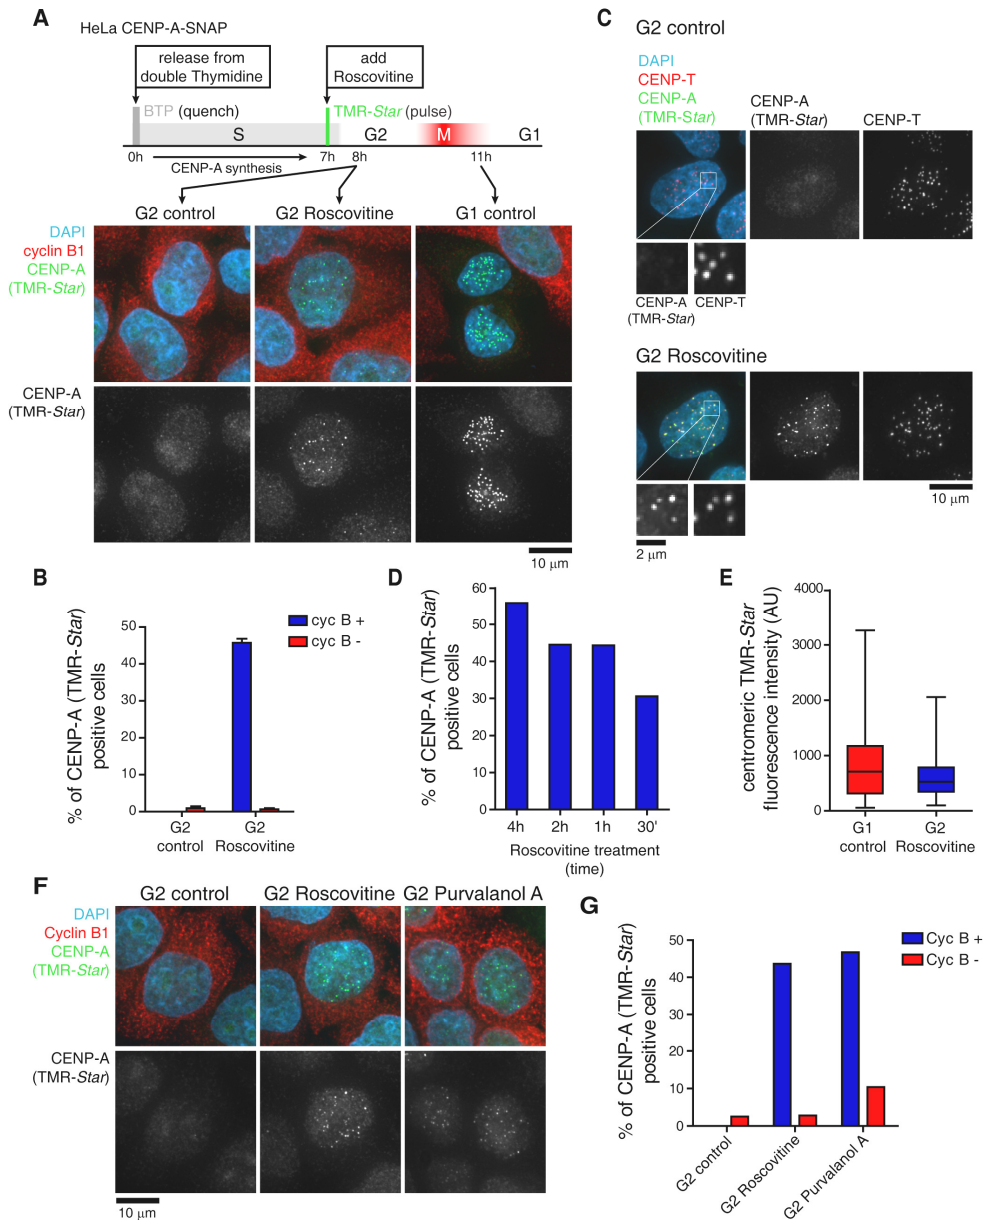 A
HeLa CENP-A-SNAP
release from
double Thymidine
add
Roscovitine
BTP (quench)
TMR-Star (pulse)
S
G2
M
G1
0h
CENP-A synthesis
7h
8h
11h
G2 control
G2 Roscovitine
G1 control
DAPI
cyclin B1
CENP-A
(TMR-Star)
CENP-A
(TMR-Star)
10 μm
B
% of CENP-A (TMR-Star)
positive cells
50
40
30
20
10
0
cyc B +
cyc B -
G2
control
G2
Roscovitine
C
G2 control
DAPI
CENP-T
CENP-A
(TMR-Star)
CENP-A
(TMR-Star)
CENP-T
CENP-A
(TMR-Star)
CENP-T
G2 Roscovitine
10 μm
2 μm
D
% of CENP-A (TMR-Star)
positive cells
60
50
40
30
20
10
0
4h
2h
1h
30'
Roscovitine treatment
(time)
E
centromeric TMR-Star
fluorescence intensity (AU)
4000
3000
2000
1000
0
G1
control
G2
Roscovitine
F
G2 control
G2 Roscovitine
G2 Purvalanol A
DAPI
Cyclin B1
CENP-A
(TMR-Star)
CENP-A
(TMR-Star)
10 μm
G
% of CENP-A (TMR-Star)
positive cells
50
40
30
20
10
0
Cyc B +
Cyc B -
G2 control
G2 Roscovitine
G2 Purvalanol A